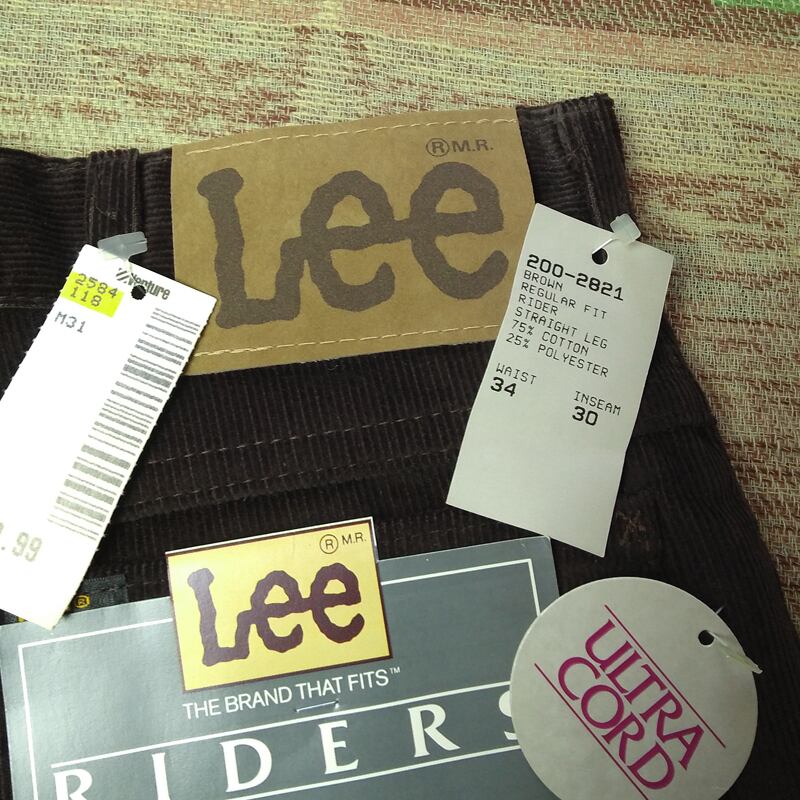 ® M.R.
Lee
Venture
2584
118
M31
.99
200-2821
BROWN
REGULAR FIT
RIDER
STRAIGHT LEG
75% COTTON
25% POLYESTER
WAIST
34
INSEAM
30
® M.R.
Lee
THE BRAND THAT FITS™
RIDERS
ULTRA
CORD
®